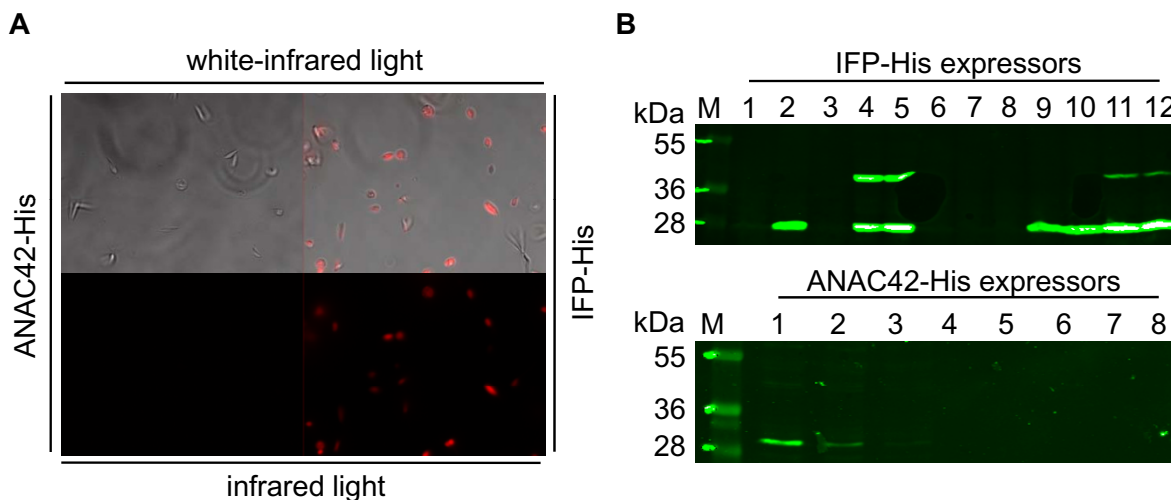 A
white-infrared light
ANAC42-His
IFP-His
infrared light
B
IFP-His expressors
kDa M 1 2 3 4 5 6 7 8 9 10 11 12
55
36
28
ANAC42-His expressors
kDa M 1 2 3 4 5 6 7 8
55
36
28